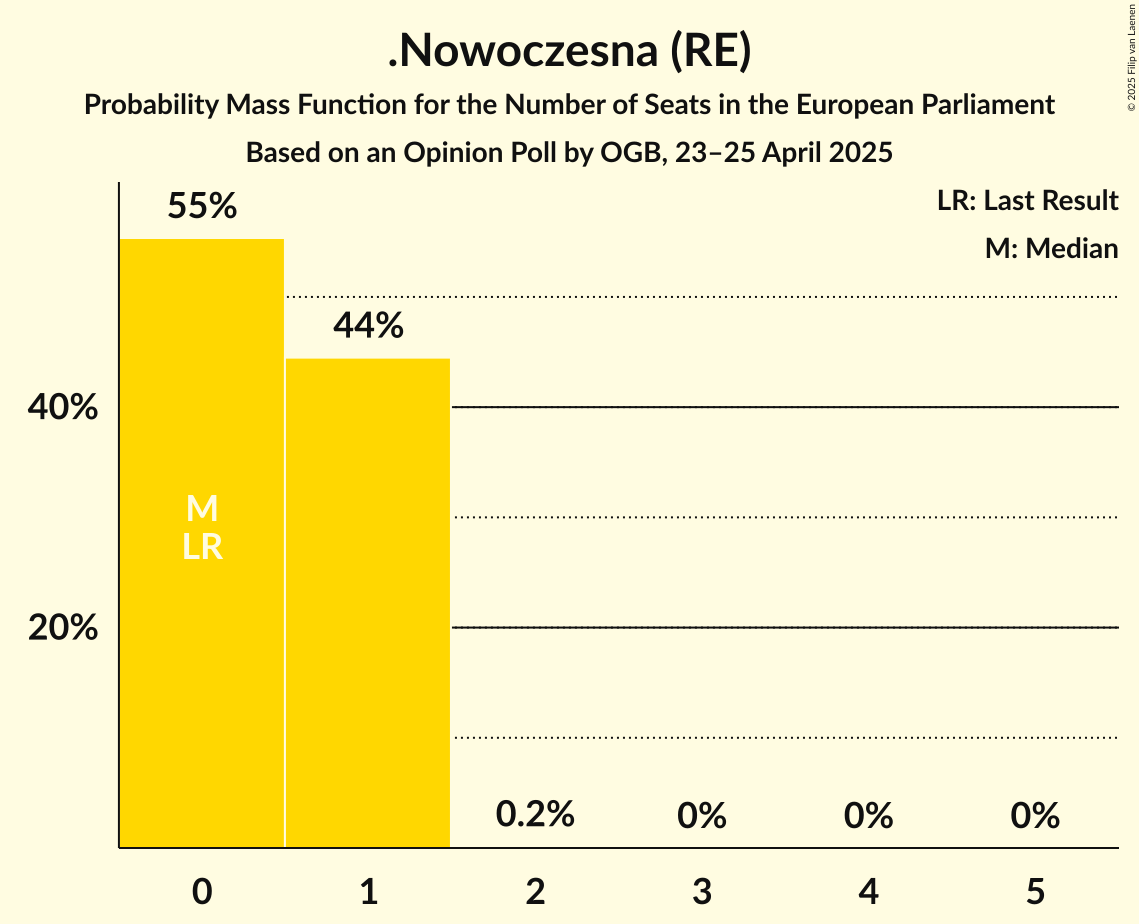 .Nowoczesna (RE)
Probability Mass Function for the Number of Seats in the European Parliament
Based on an Opinion Poll by OGB, 23–25 April 2025
© 2025 Filip van Laenen
LR: Last Result
M: Median
55%
44%
40%
M
LR
20%
0.2%
0%
0%
0%
0
1
2
3
4
5